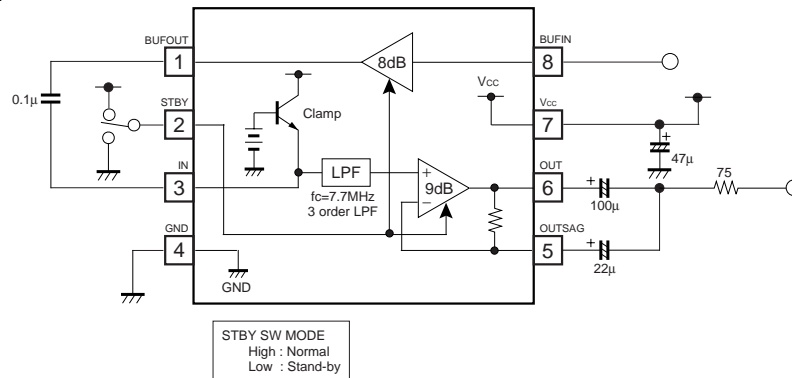 BUFOUT
1
8dB
BUFIN
8
0.1μ
STBY
2
Clamp
Vcc
Vcc
7
+
47μ
IN
3
LPF
fc=7.7MHz
3 order LPF
+
9dB
−
OUT
6
+
100μ
75
GND
4
GND
OUTSAG
5
+
22μ
STBY SW MODE
High : Normal
Low : Stand-by